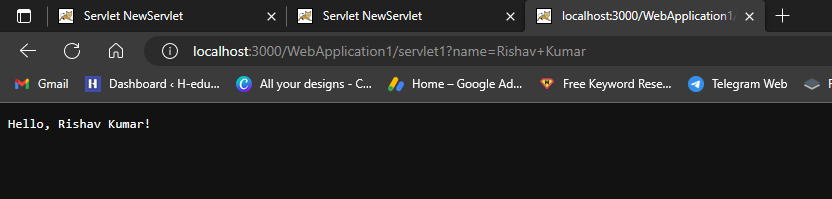 Servlet NewServlet
Servlet NewServlet
localhost:3000/WebApplication1/
localhost:3000/WebApplication1/servlet1?name=Rishav+Kumar
Gmail
H Dashboard ‹ H-edu...
C All your designs - C...
Home – Google Ad...
Free Keyword Rese...
Telegram Web
Hello, Rishav Kumar!